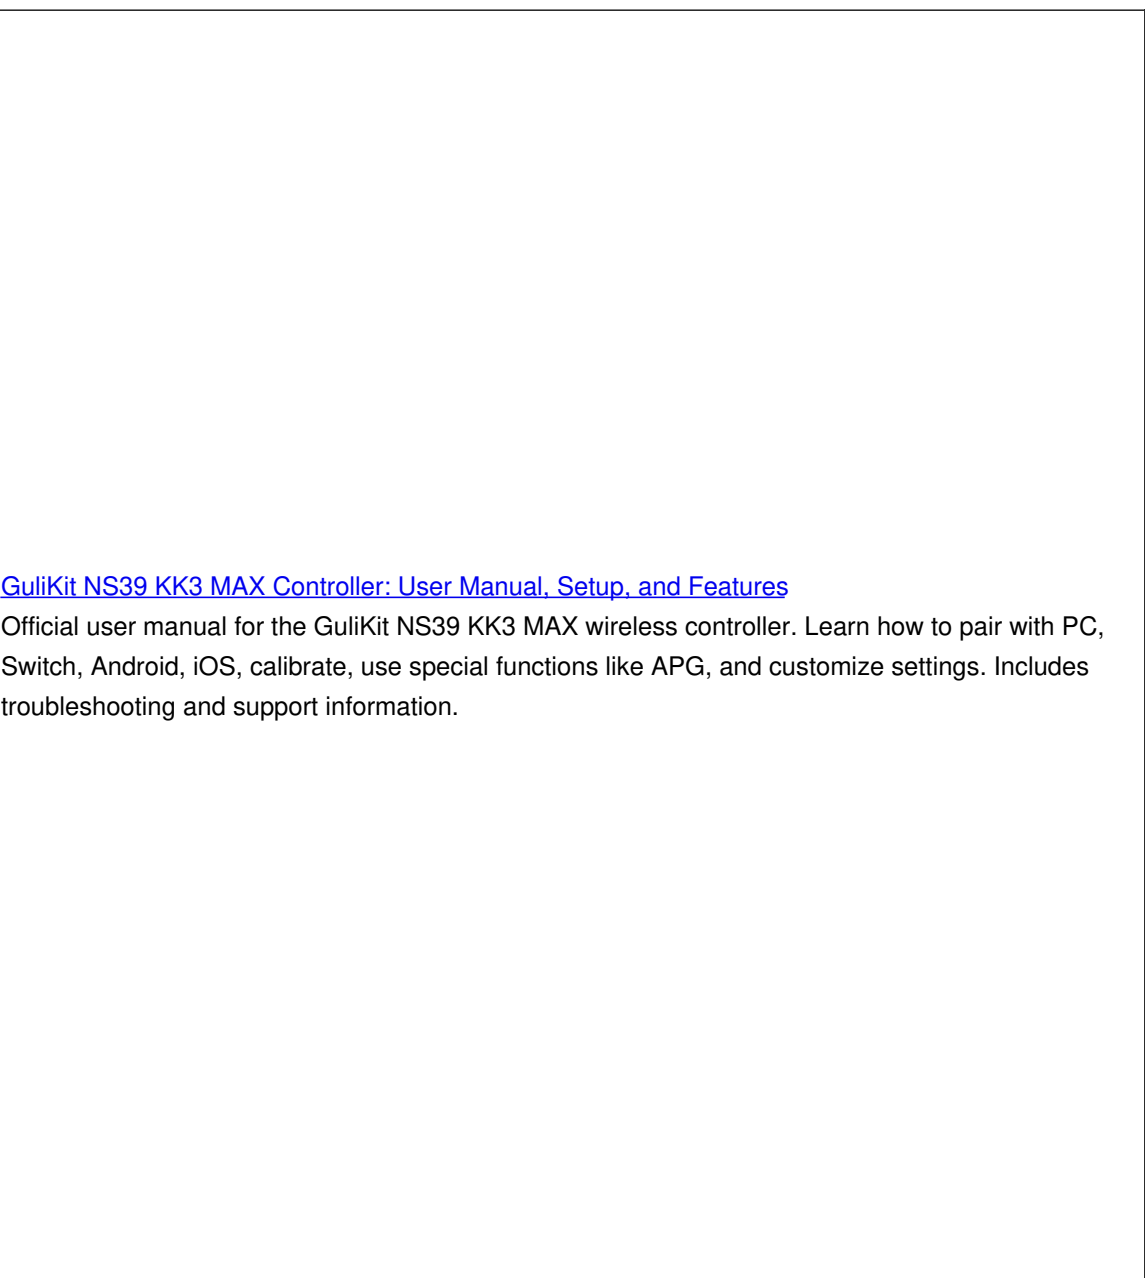 GuliKit NS39 KK3 MAX Controller: User Manual, Setup, and Features
Official user manual for the GuliKit NS39 KK3 MAX wireless controller. Learn how to pair with PC,
Switch, Android, iOS, calibrate, use special functions like APG, and customize settings. Includes
troubleshooting and support information.